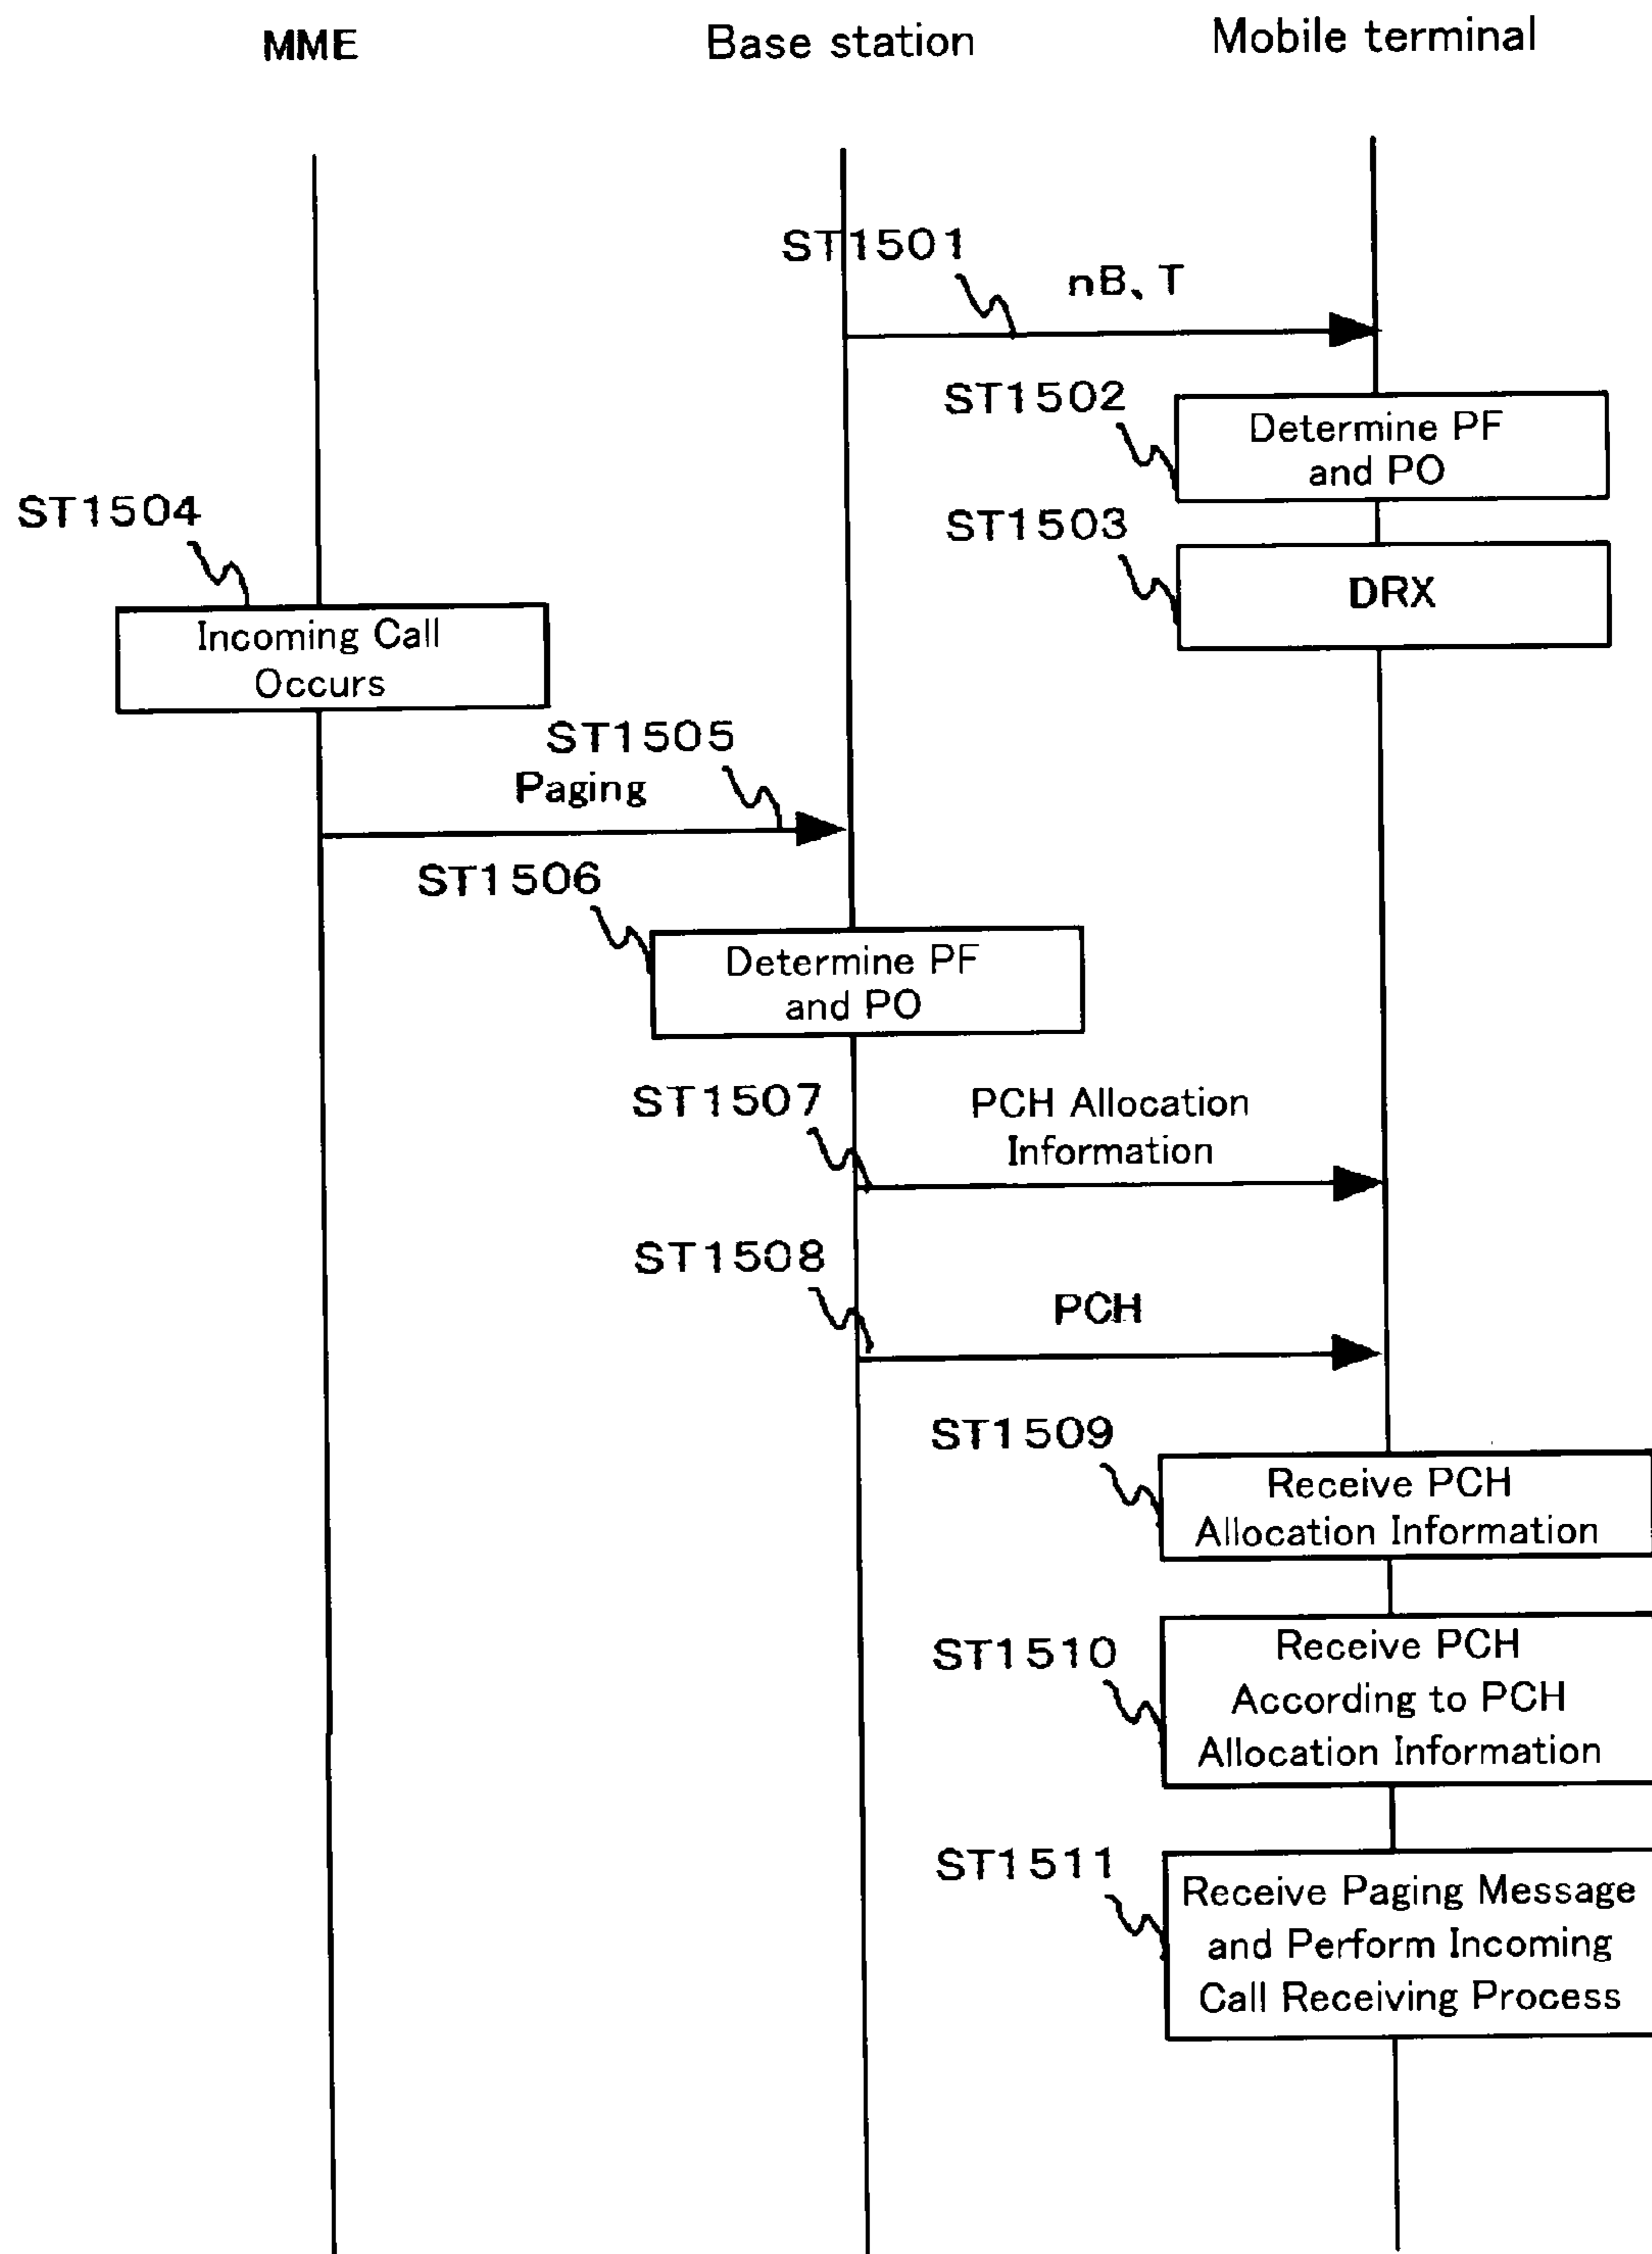 MME
Base station
Mobile terminal
ST1501
nB、T
ST1502
Determine PF
and PO
ST1503
DRX
ST1504
Incoming Call
Occurs
ST1505
Paging
ST1506
Determine PF
and PO
ST1507
PCH Allocation
Information
ST1508
PCH
ST1509
Receive PCH
Allocation Information
ST1510
Receive PCH
According to PCH
Allocation Information
ST1511
Receive Paging Message
and Perform Incoming
Call Receiving Process